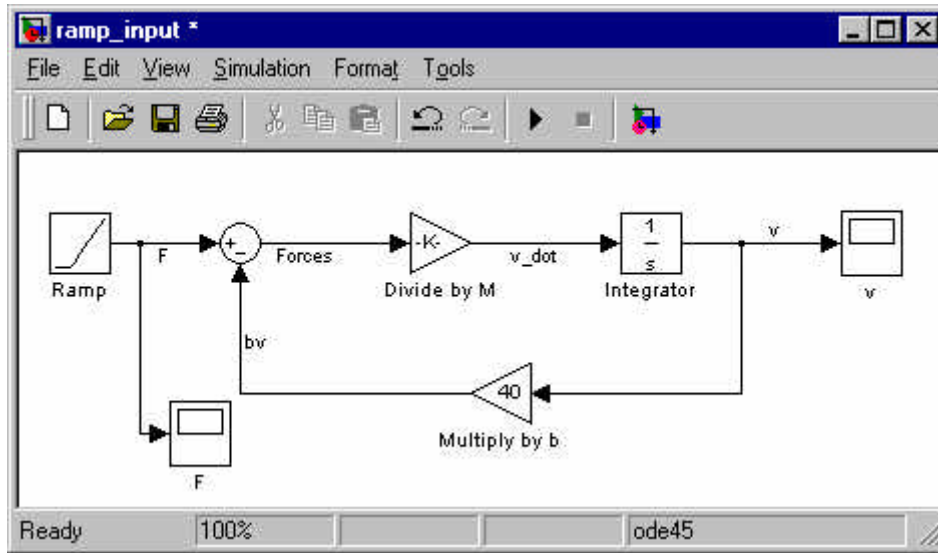 ramp_input *
File Edit View Simulation Format Tools
Ramp
F
+
-
Forces
-K-
Divide by M
v_dot
1
s
Integrator
v
v
bv
40
Multiply by b
F
Ready 100% ode45